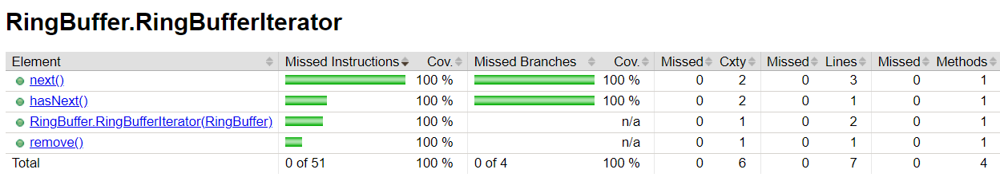 RingBuffer.RingBufferIterator
Element Missed Instructions Cov. Missed Branches Cov. Missed Cxty Missed Lines Missed Methods
next() 100 % 100 % 0 2 0 3 0 1
hasNext() 100 % 100 % 0 2 0 1 0 1
RingBuffer.RingBufferIterator(RingBuffer) 100 % n/a 0 1 0 2 0 1
remove() 100 % n/a 0 1 0 1 0 1
Total 0 of 51 100 % 0 of 4 100 % 0 6 0 7 0 4